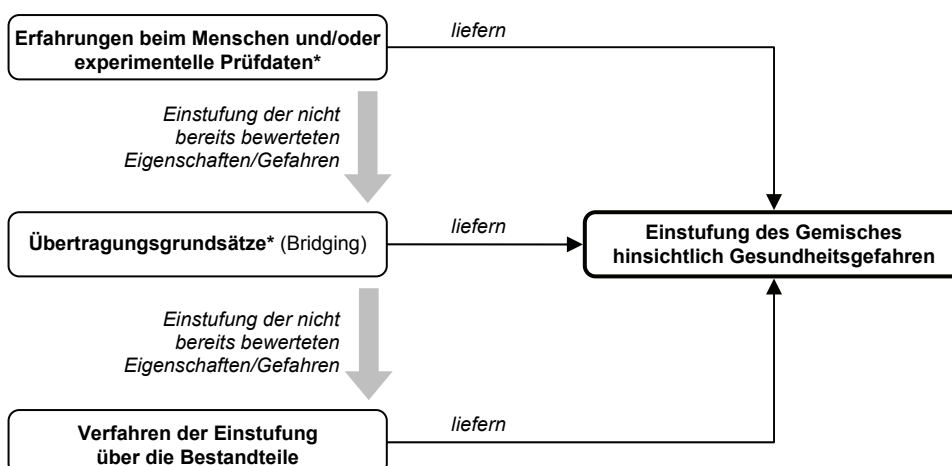 Erfahrungen beim Menschen und/oder
experimentelle Prüfdaten*
liefern
Einstufung der nicht
bereits bewerteten
Eigenschaften/Gefahren
Übertragungsgrundsätze* (Bridging)
liefern
Einstufung des Gemisches
hinsichtlich Gesundheitsgefahren
Einstufung der nicht
bereits bewerteten
Eigenschaften/Gefahren
Verfahren der Einstufung
über die Bestandteile
liefern